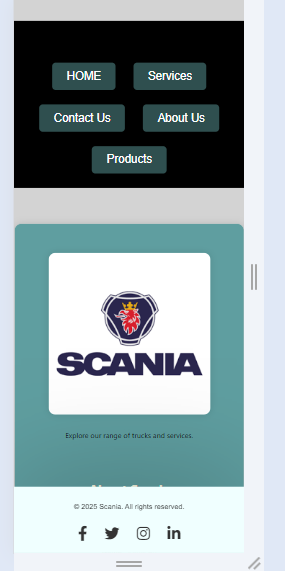 HOME
Services
Contact Us
About Us
Products
SCANIA
Explore our range of trucks and services.
© 2025 Scania. All rights reserved.